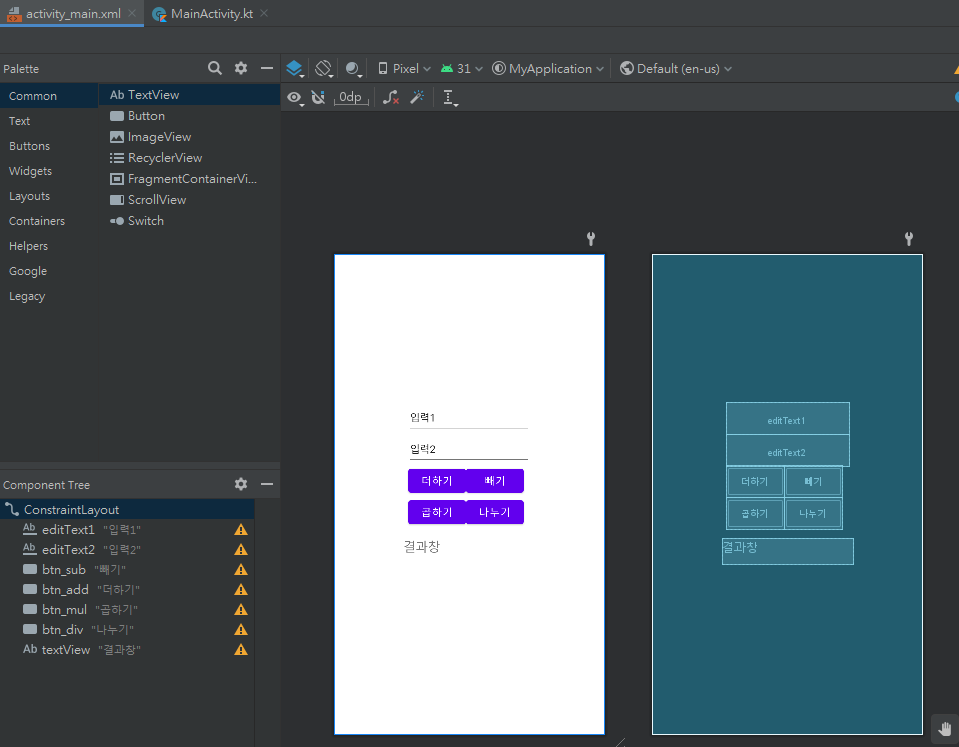 activity_main.xml MainActivity.kt
Palette
Pixel 31 MyApplication Default (en-us)
0dp
Common
Text
Buttons
Widgets
Layouts
Containers
Helpers
Google
Legacy
Ab TextView
Button
ImageView
RecyclerView
FragmentContainerVi...
ScrollView
Switch
입력1
입력2
더하기 빼기
곱하기 나누기
결과창
editText1
editText2
더하기 빼기
곱하기 나누기
결과창
Component Tree
ConstraintLayout
Ab editText1 "입력1"
Ab editText2 "입력2"
btn_sub "빼기"
btn_add "더하기"
btn_mul "곱하기"
btn_div "나누기"
Ab textView "결과창"